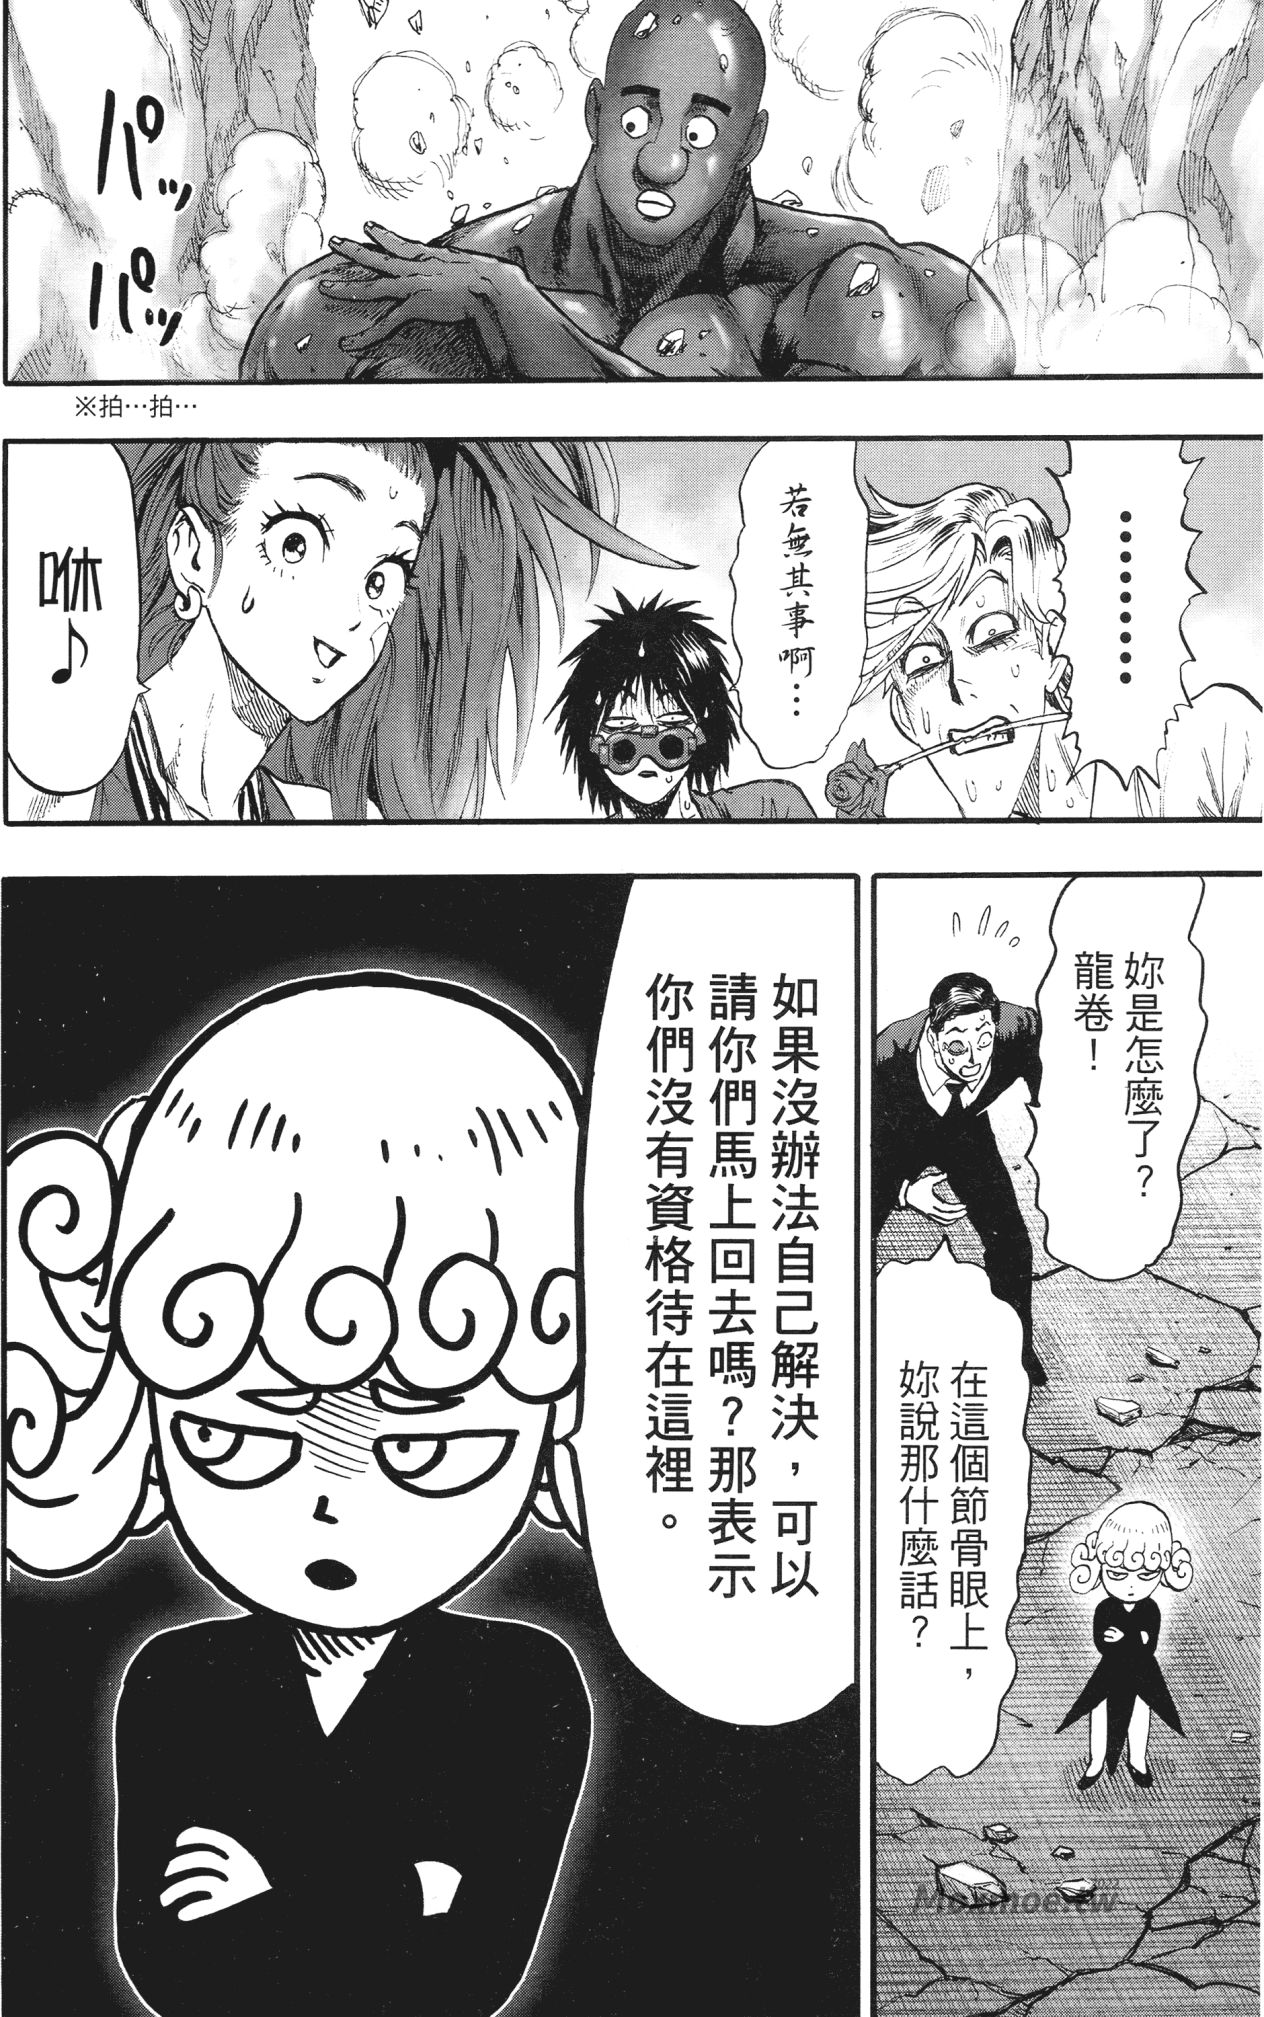 パッ
パッ
※拍…拍…
………
若無其事啊…
咻♪
妳是怎麼了？
龍卷！
在這個節骨眼上，
妳說那什麼話？
如果沒辦法自己解決，可以
請你們馬上回去嗎？那表示
你們沒有資格待在這裡。